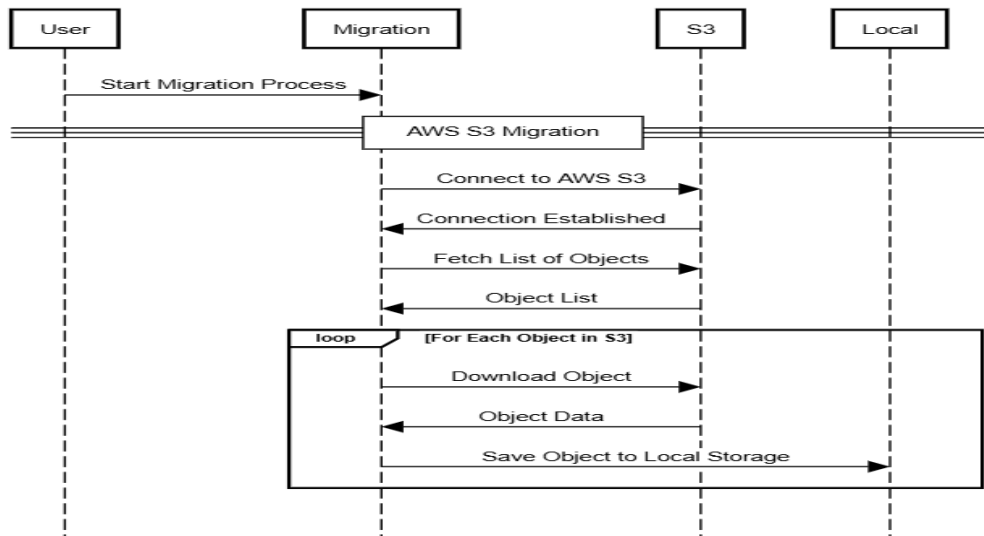 User
Migration
S3
Local
Start Migration Process
AWS S3 Migration
Connect to AWS S3
Connection Established
Fetch List of Objects
Object List
loop
[For Each Object in S3]
Download Object
Object Data
Save Object to Local Storage